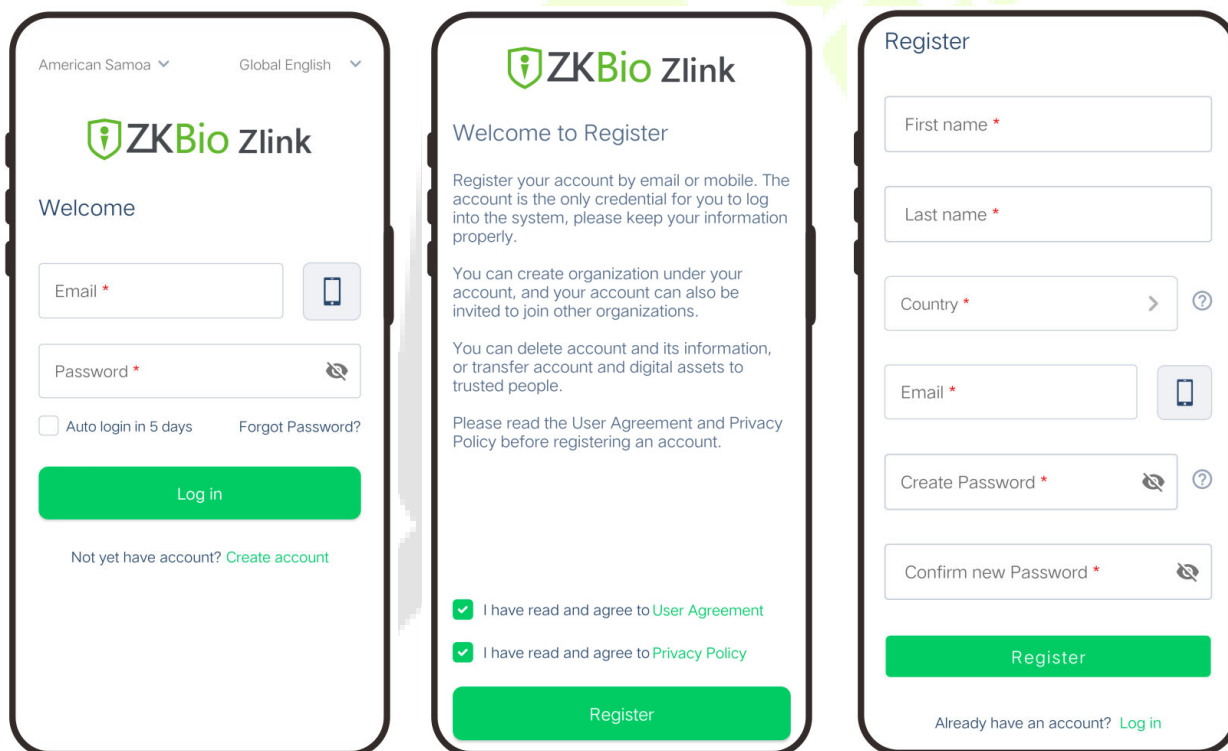 American Samoa
Global English
ZKBio Zlink
Welcome
Email *
Password *
Auto login in 5 days
Forgot Password?
Log in
Not yet have account? Create account
ZKBio Zlink
Welcome to Register
Register your account by email or mobile. The
account is the only credential for you to log
into the system, please keep your information
properly.
You can create organization under your
account, and your account can also be
invited to join other organizations.
You can delete account and its information,
or transfer account and digital assets to
trusted people.
Please read the User Agreement and Privacy
Policy before registering an account.
I have read and agree to User Agreement
I have read and agree to Privacy Policy
Register
Register
First name *
Last name *
Country *
?
Email *
Create Password *
?
Confirm new Password *
Register
Already have an account? Log in